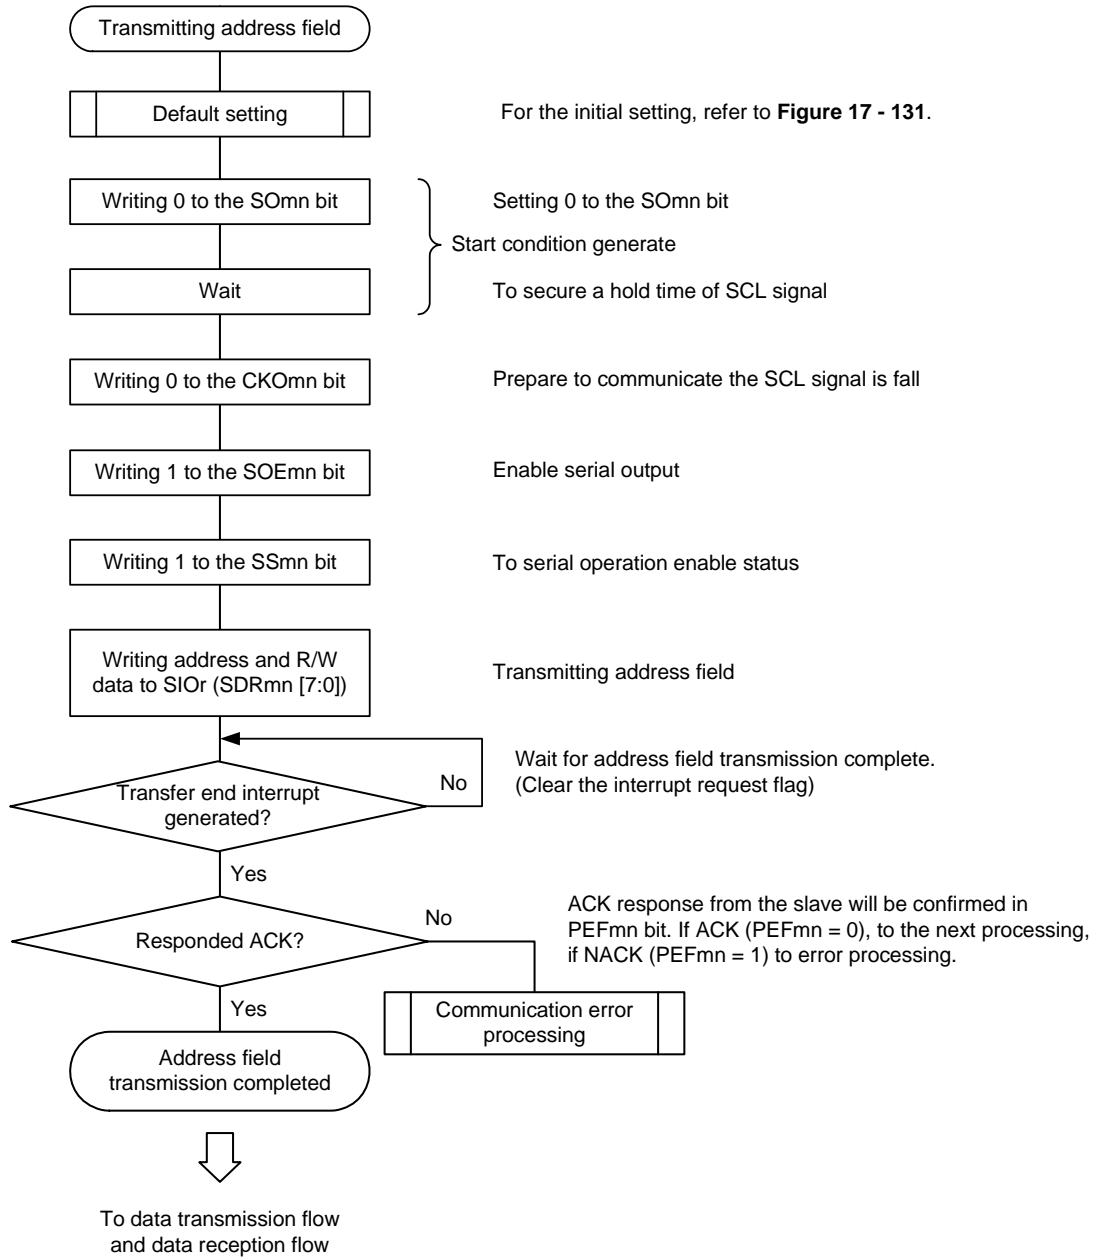 Transmitting address field
Default setting
For the initial setting, refer to Figure 17 - 131.
Writing 0 to the SOmn bit
Setting 0 to the SOmn bit
Start condition generate
Wait
To secure a hold time of SCL signal
Writing 0 to the CKOmn bit
Prepare to communicate the SCL signal is fall
Writing 1 to the SOEmn bit
Enable serial output
Writing 1 to the SSmn bit
To serial operation enable status
Writing address and R/W
data to SIOr (SDRmn [7:0])
Transmitting address field
Transfer end interrupt
generated?
No
Wait for address field transmission complete.
(Clear the interrupt request flag)
Yes
Responded ACK?
No
ACK response from the slave will be confirmed in
PEFmn bit. If ACK (PEFmn = 0), to the next processing,
if NACK (PEFmn = 1) to error processing.
Yes
Communication error
processing
Address field
transmission completed
To data transmission flow
and data reception flow